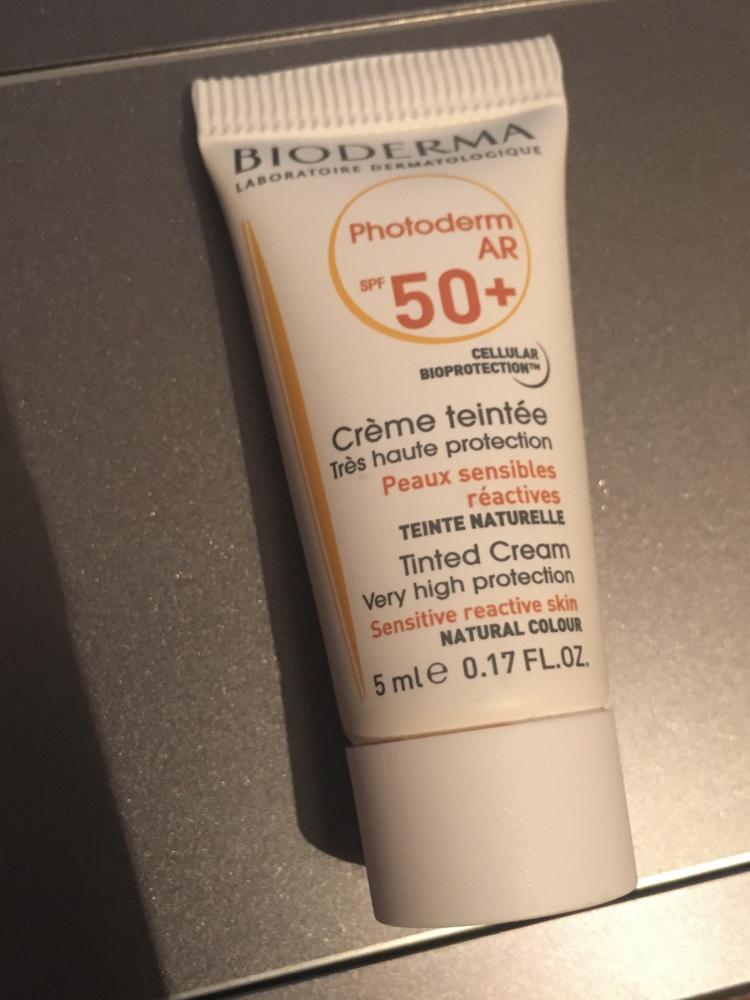 BIODERMA
LABORATOIRE DERMATOLOGIQUE
Photoderm
AR
SPF 50+
CELLULAR
BIOPROTECTION™
Crème teintée
Très haute protection
Peaux sensibles
réactives
TEINTE NATURELLE
Tinted Cream
Very high protection
Sensitive reactive skin
NATURAL COLOUR
5 ml e 0.17 FL.OZ.